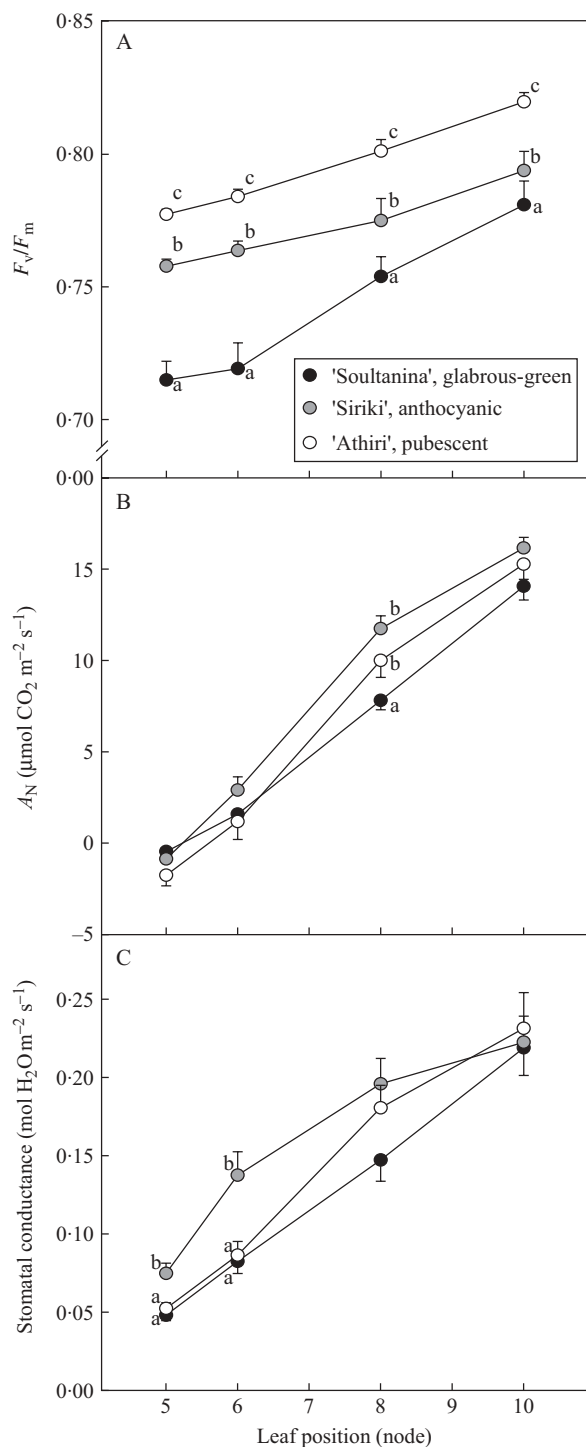 A
0·85
0·80
0·75
0·70
0·00
Fv/Fm
c
c
c
c
b
b
b
b
a
a
a
a
'Soultanina', glabrous-green
'Siriki', anthocyanic
'Athiri', pubescent
B
15
10
5
0
–5
AN (µmol CO2 m−2 s−1)
b
b
a
C
0·25
0·20
0·15
0·10
0·05
0·00
Stomatal conductance (mol H2O m−2 s−1)
b
a
a
b
a
a
5 6 7 8 9 10
Leaf position (node)